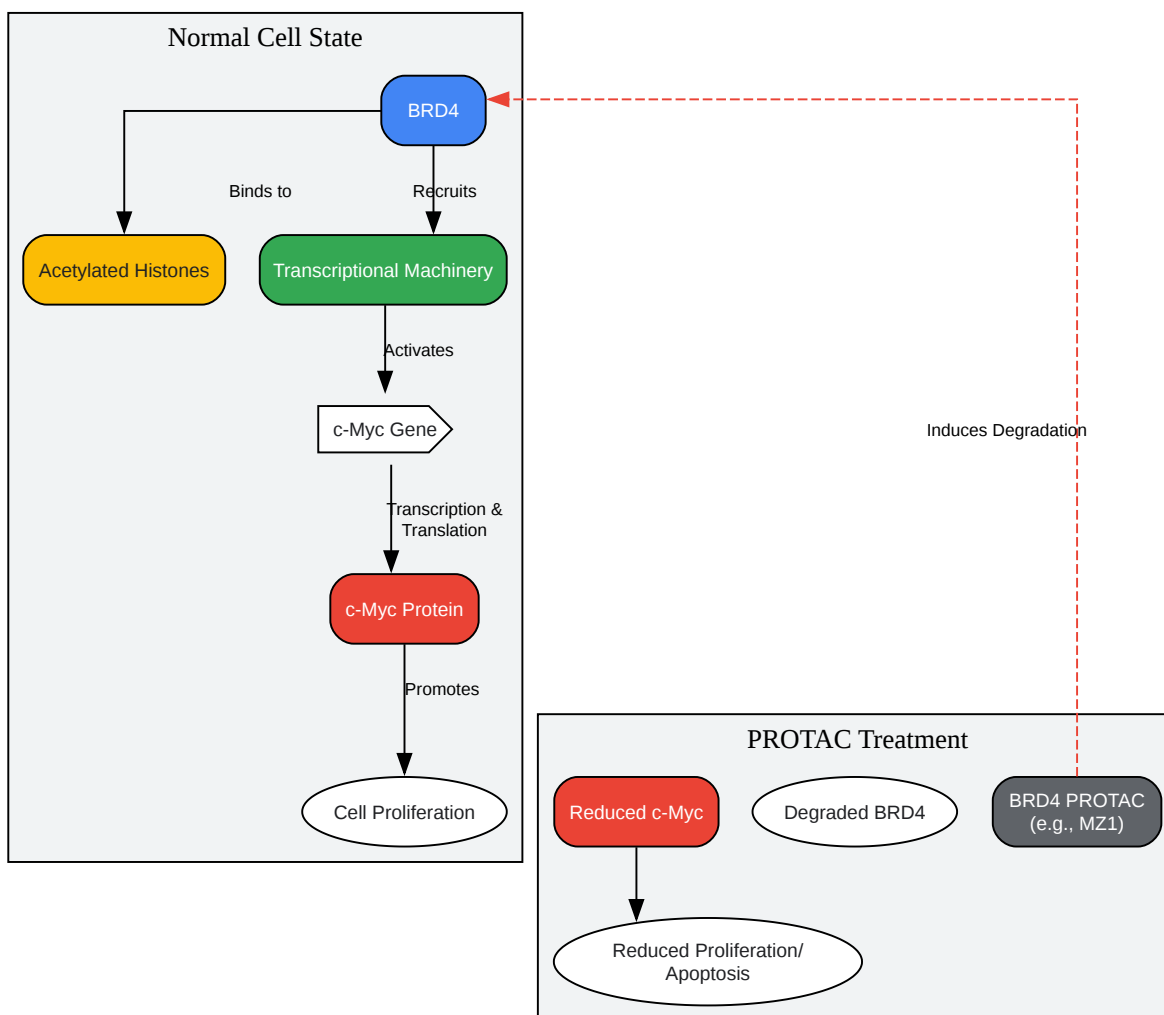 Normal Cell State
BRD4
Binds to
Recruits
Acetylated Histones
Transcriptional Machinery
Activates
c-Myc Gene
Transcription &
Translation
c-Myc Protein
Promotes
Cell Proliferation
Induces Degradation
PROTAC Treatment
Reduced c-Myc
Degraded BRD4
BRD4 PROTAC
(e.g., MZ1)
Reduced Proliferation/
Apoptosis